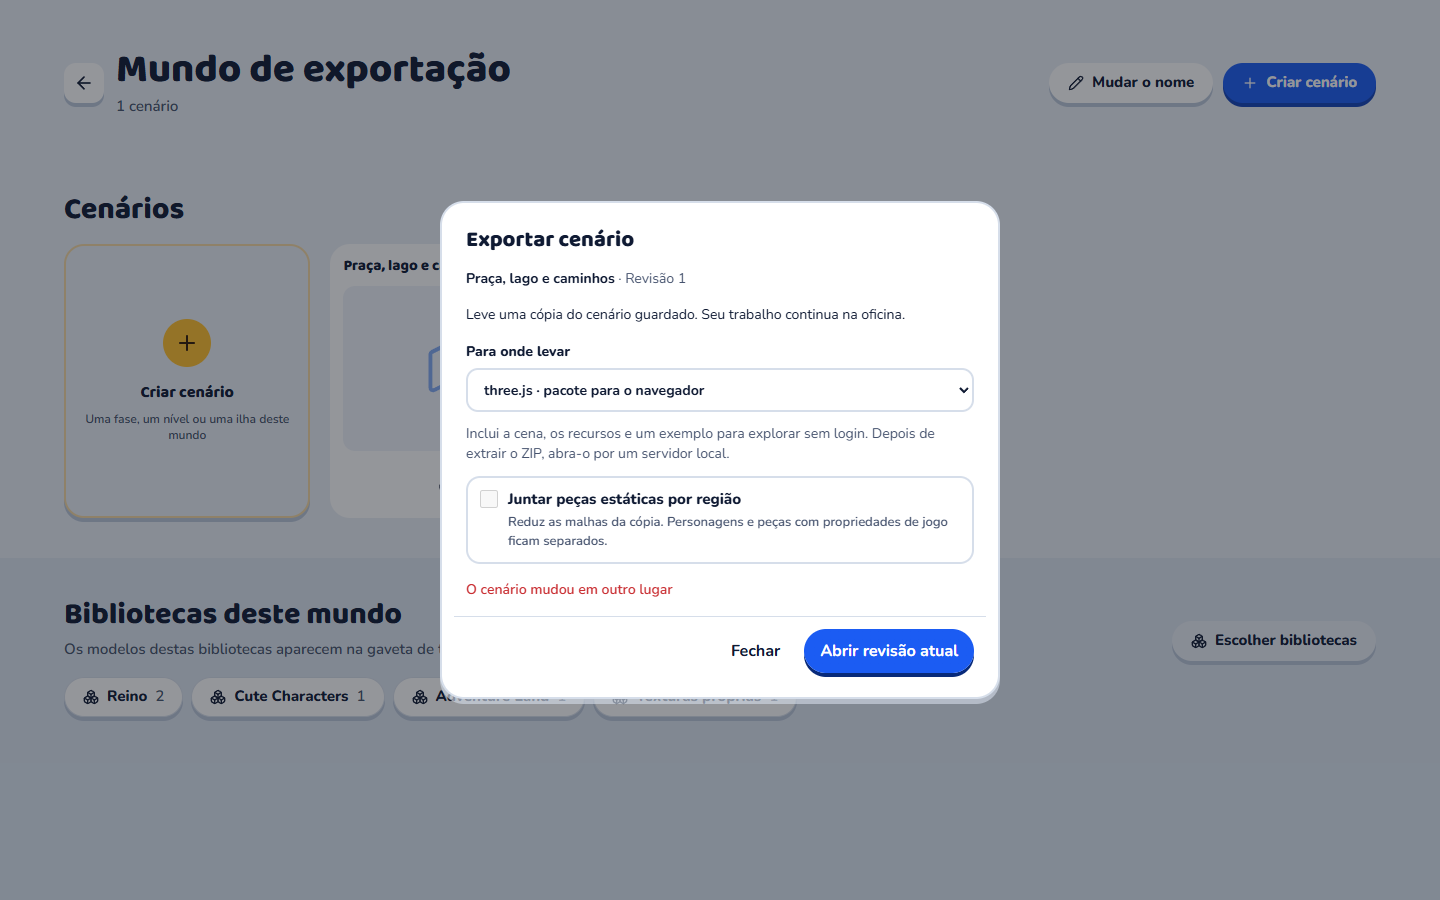 Mundo de exportação
1 cenário
Mudar o nome
Criar cenário
Cenários
Criar cenário
Uma fase, um nível ou uma ilha deste
mundo
Praça, lago e c
Exportar cenário
Praça, lago e caminhos · Revisão 1
Leve uma cópia do cenário guardado. Seu trabalho continua na oficina.
Para onde levar
three.js · pacote para o navegador
Inclui a cena, os recursos e um exemplo para explorar sem login. Depois de
extrair o ZIP, abra-o por um servidor local.
Juntar peças estáticas por região
Reduz as malhas da cópia. Personagens e peças com propriedades de jogo
ficam separados.
O cenário mudou em outro lugar
Fechar
Abrir revisão atual
Bibliotecas deste mundo
Os modelos destas bibliotecas aparecem na gaveta de
Escolher bibliotecas
Reino 2
Cute Characters 1